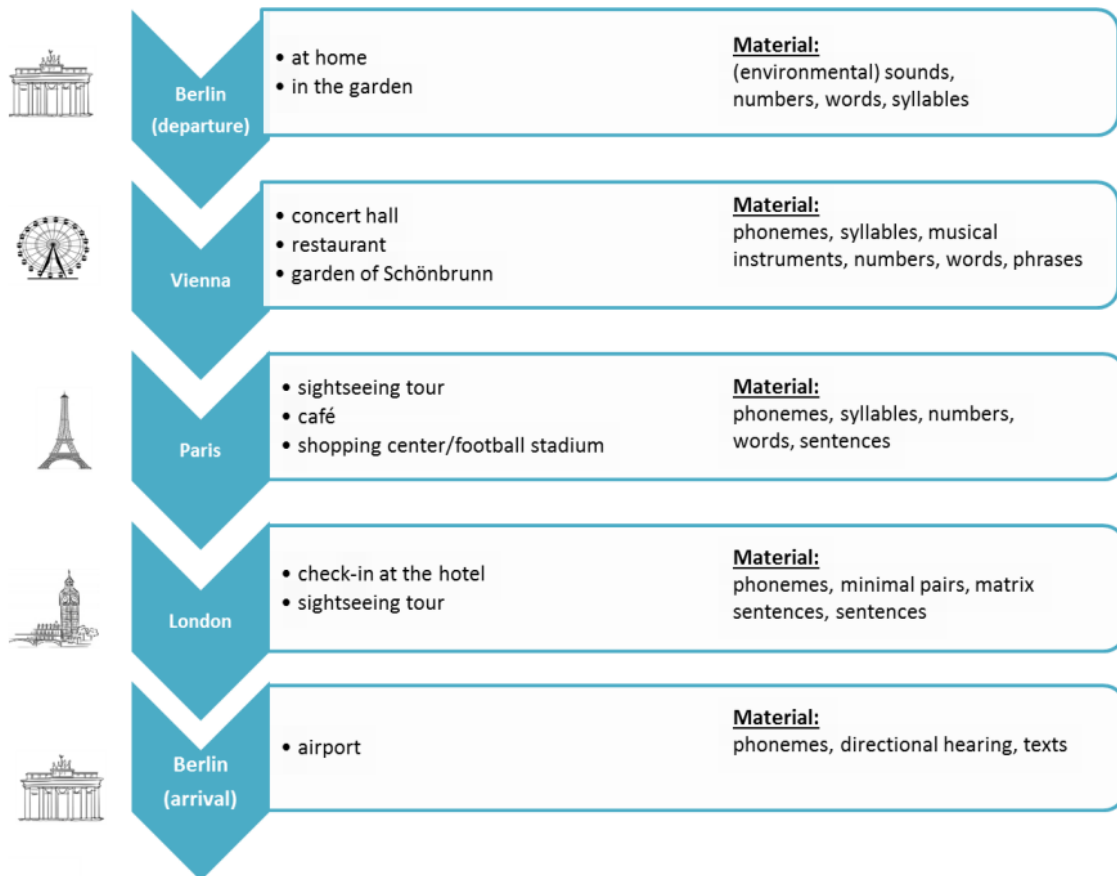 Berlin
(departure)
• at home
• in the garden
Material:
(environmental) sounds,
numbers, words, syllables
Vienna
• concert hall
• restaurant
• garden of Schönbrunn
Material:
phonemes, syllables, musical
instruments, numbers, words, phrases
Paris
• sightseeing tour
• café
• shopping center/football stadium
Material:
phonemes, syllables, numbers,
words, sentences
London
• check-in at the hotel
• sightseeing tour
Material:
phonemes, minimal pairs, matrix
sentences, sentences
Berlin
(arrival)
• airport
Material:
phonemes, directional hearing, texts